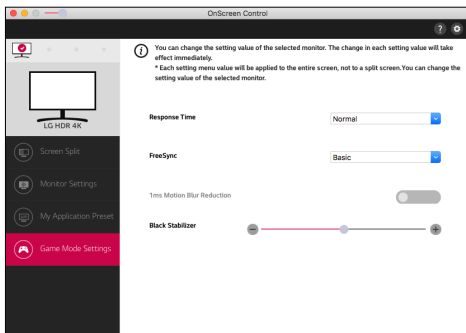 OnScreen Control
?
You can change the setting value of the selected monitor. The change in each setting value will take
effect immediately.
* Each setting menu value will be applied to the entire screen, not to a split screen.You can change the
setting value of the selected monitor.
LG HDR 4K
Screen Split
Monitor Settings
My Application Preset
Game Mode Settings
Response Time
Normal
FreeSync
Basic
1ms Motion Blur Reduction
Black Stabilizer